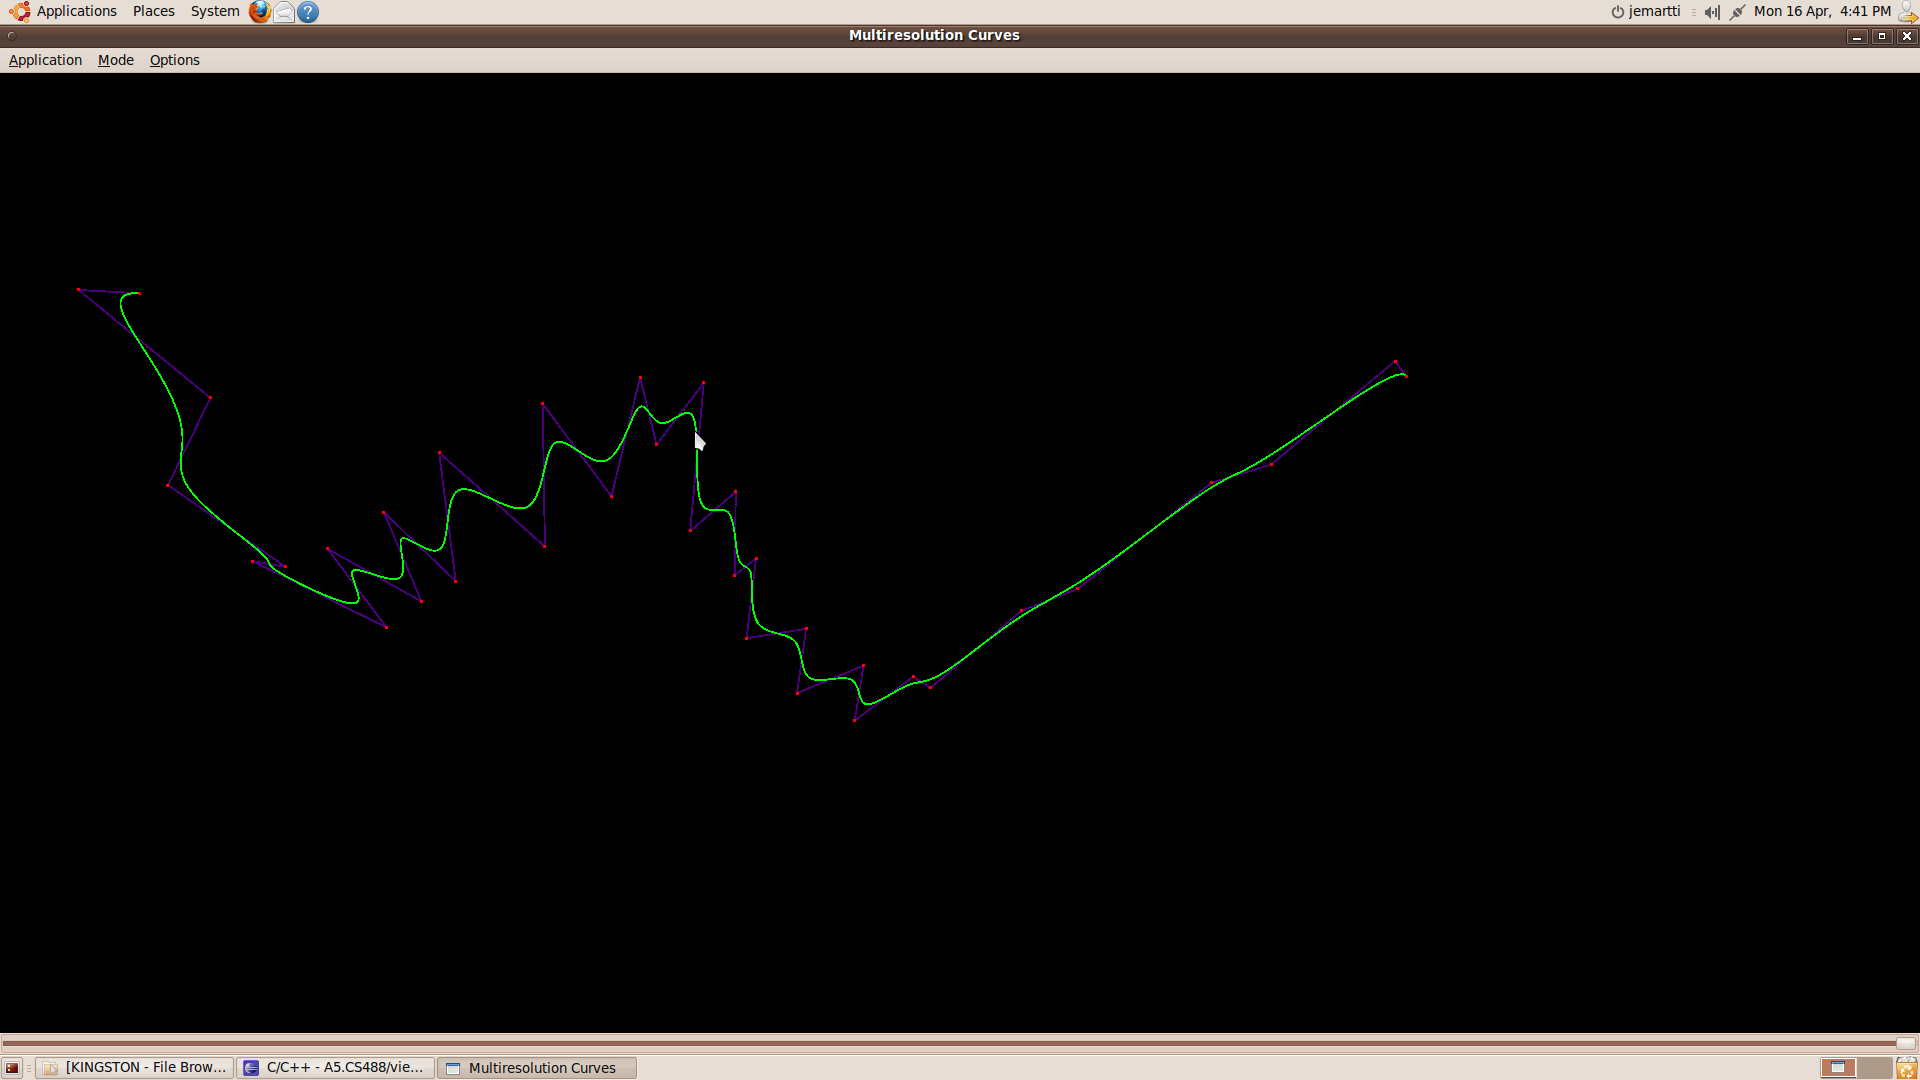 Applications Places System jemartti Mon 16 Apr, 4:41 PM
Multiresolution Curves
Application Mode Options
[KINGSTON - File Brow... C/C++ - A5.CS488/vie... Multiresolution Curves